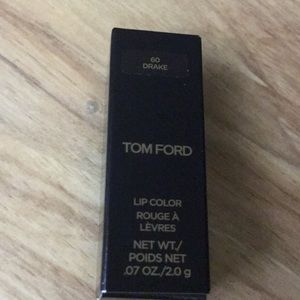 60
DRAKE
TOM FORD
LIP COLOR
ROUGE À
LÈVRES
NET WT./
POIDS NET
.07 OZ./2.0 g